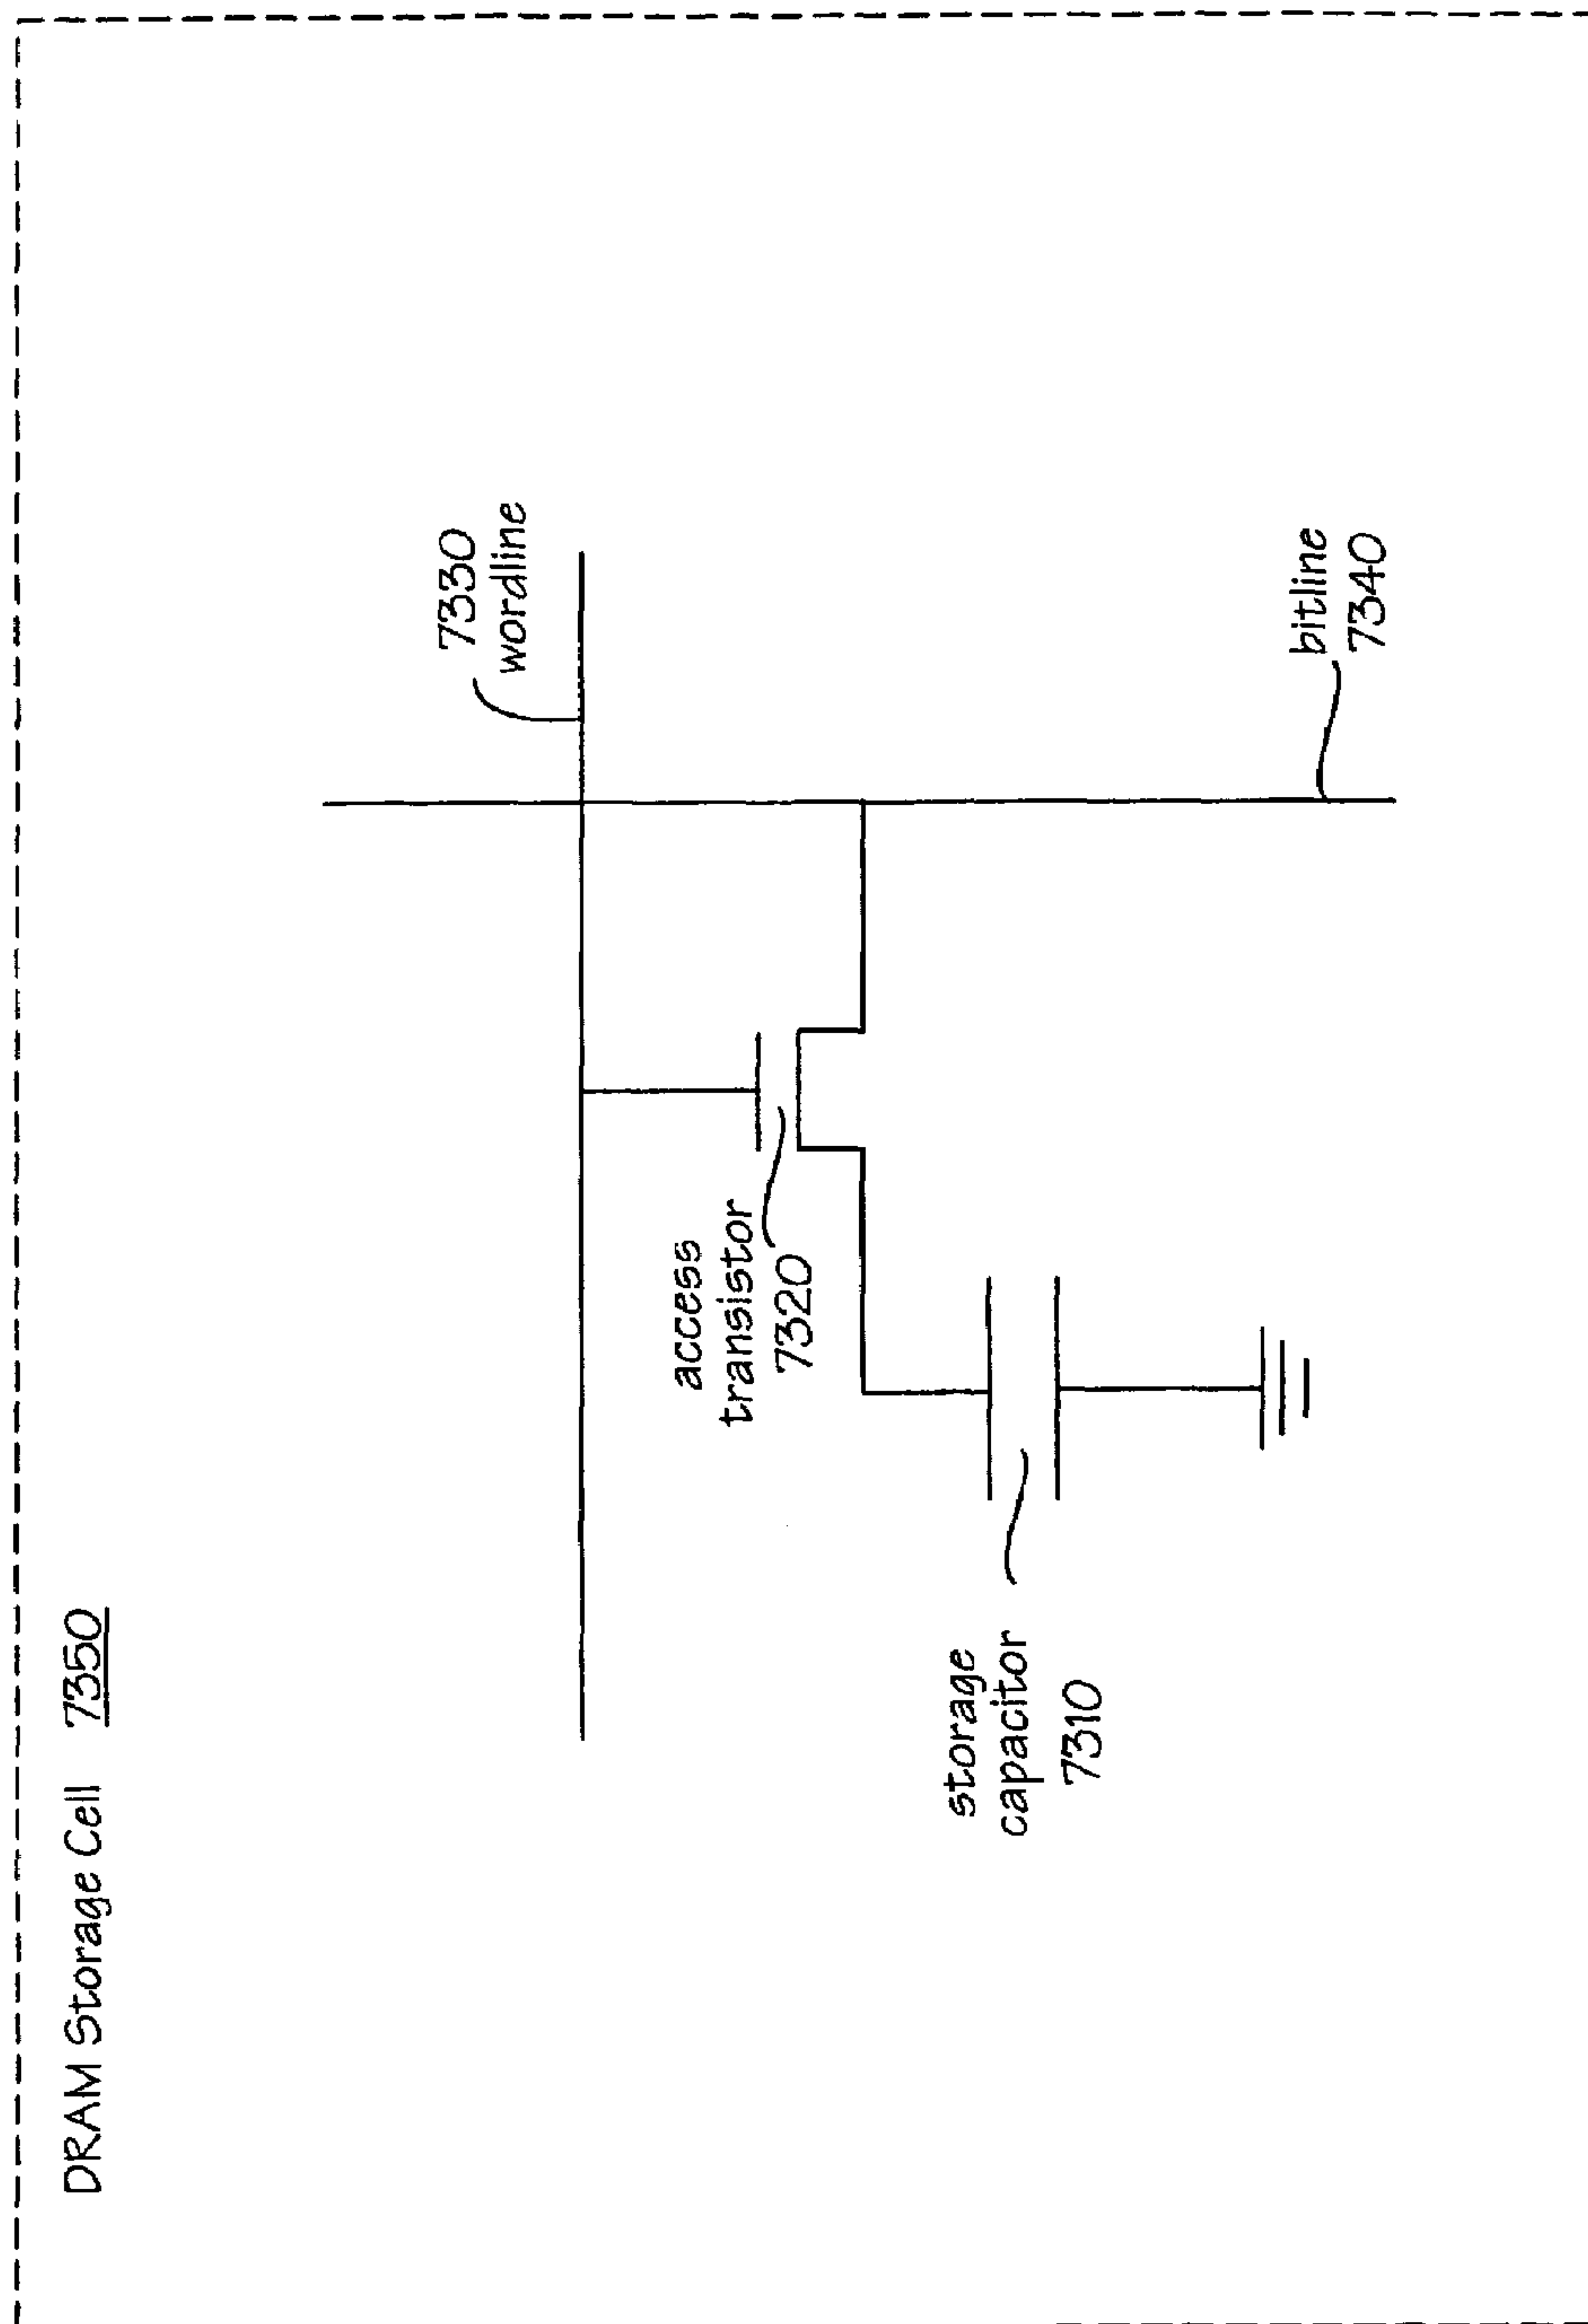 DRAM Storage Cell 7350
7330
wordline
access
transistor
7320
storage
capacitor
7310
bitline
7340